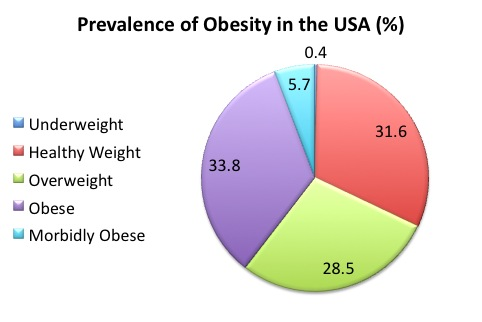 Prevalence of Obesity in the USA (%)
0.4
5.7
31.6
33.8
28.5
Underweight
Healthy Weight
Overweight
Obese
Morbidly Obese